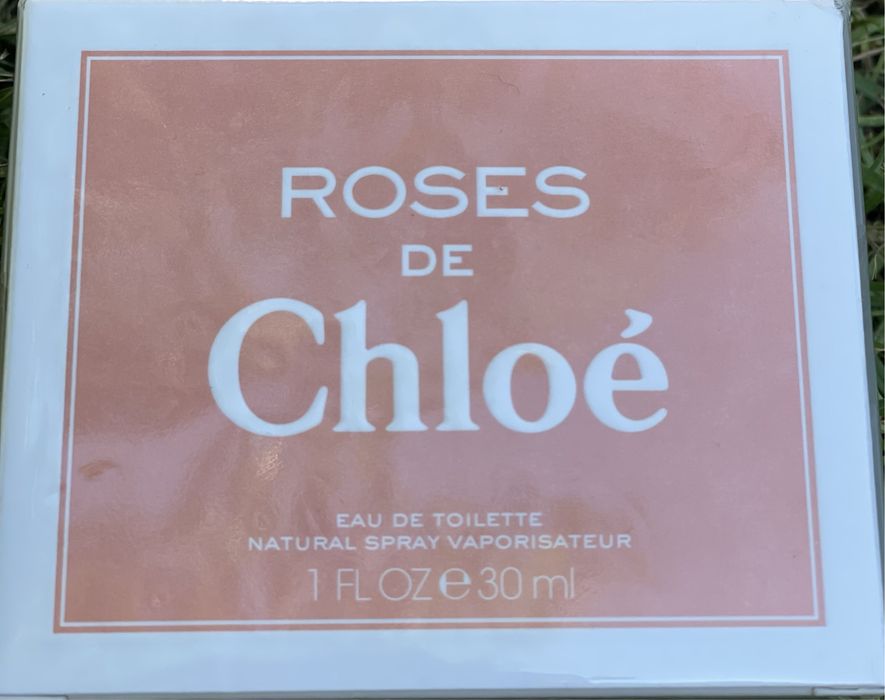 ROSES
DE
Chloé
EAU DE TOILETTE
NATURAL SPRAY VAPORISATEUR
1 FL OZ ℮ 30 ml